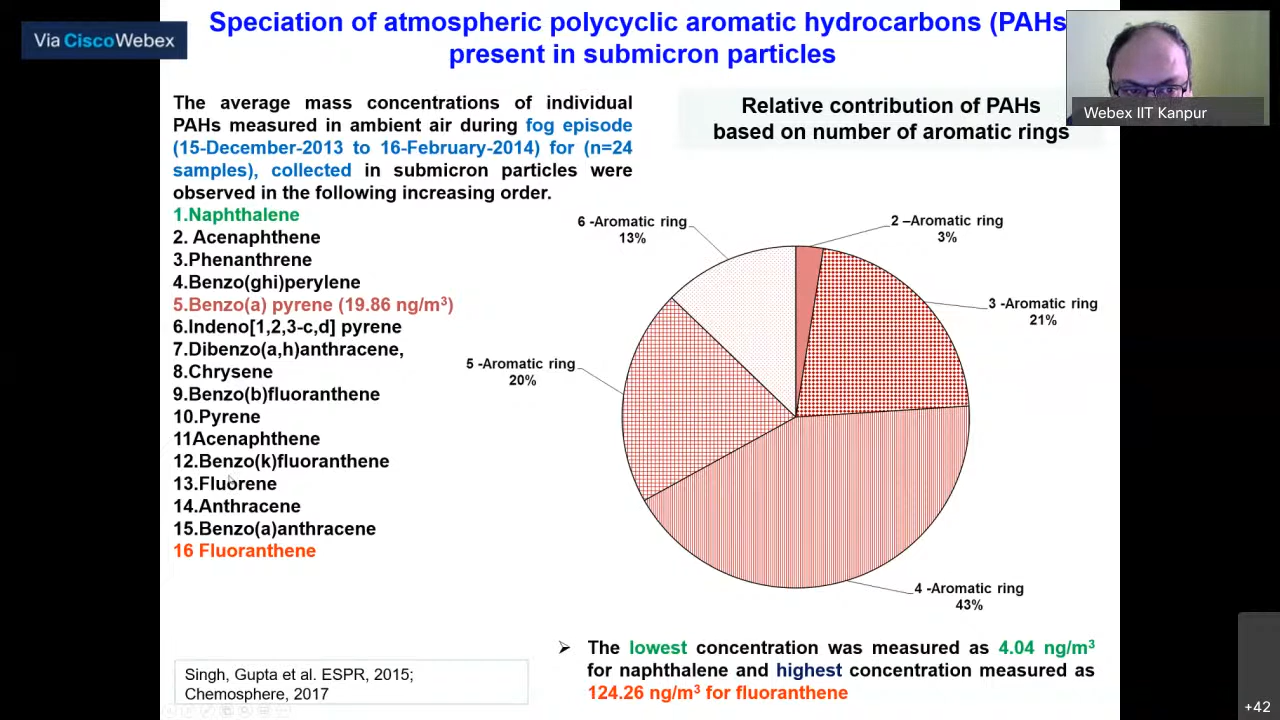 Via CiscoWebex
Speciation of atmospheric polycyclic aromatic hydrocarbons (PAHs
present in submicron particles
Webex IIT Kanpur
The average mass concentrations of individual
PAHs measured in ambient air during fog episode
(15-December-2013 to 16-February-2014) for (n=24
samples), collected in submicron particles were
observed in the following increasing order.
1.Naphthalene
2. Acenaphthene
3.Phenanthrene
4.Benzo(ghi)perylene
5.Benzo(a) pyrene (19.86 ng/m³)
6.Indeno[1,2,3-c,d] pyrene
7.Dibenzo(a,h)anthracene,
8.Chrysene
9.Benzo(b)fluoranthene
10.Pyrene
11Acenaphthene
12.Benzo(k)fluoranthene
13.Fluorene
14.Anthracene
15.Benzo(a)anthracene
16 Fluoranthene
Singh, Gupta et al. ESPR, 2015;
Chemosphere, 2017
Relative contribution of PAHs
based on number of aromatic rings
6 -Aromatic ring
13%
2 –Aromatic ring
3%
3 -Aromatic ring
21%
5 -Aromatic ring
20%
4 -Aromatic ring
43%
➢ The lowest concentration was measured as 4.04 ng/m³
for naphthalene and highest concentration measured as
124.26 ng/m³ for fluoranthene
+42